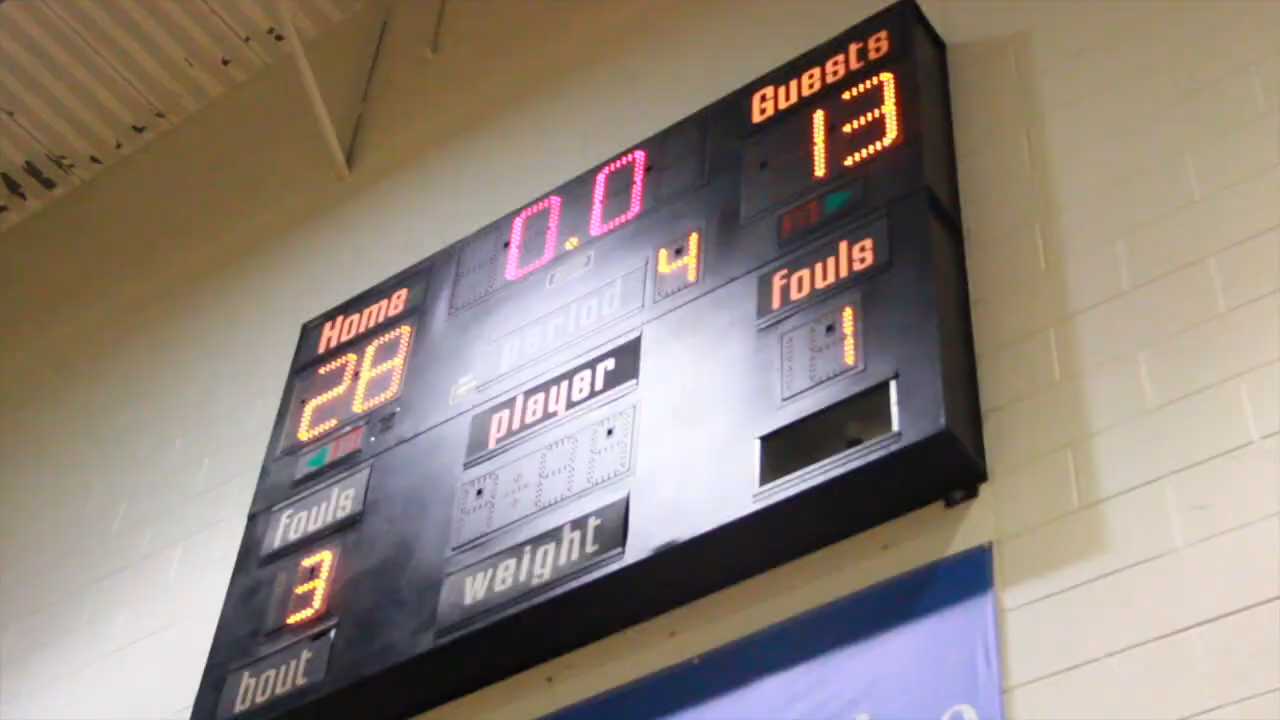 Guests
13
0.0
Home
28
period 4
fouls
1
player
fouls
3
weight
bout